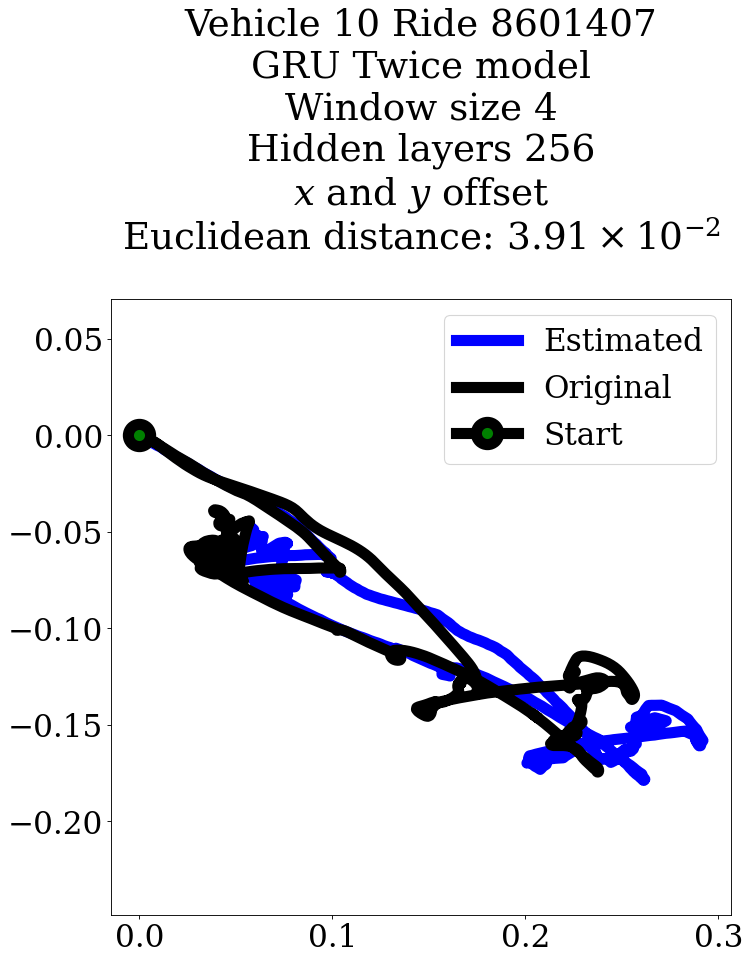 Vehicle 10 Ride 8601407
GRU Twice model
Window size 4
Hidden layers 256
x and y offset
Euclidean distance: 3.91 × 10⁻²
Estimated
Original
Start
0.05
0.00
−0.05
−0.10
−0.15
−0.20
0.0 0.1 0.2 0.3